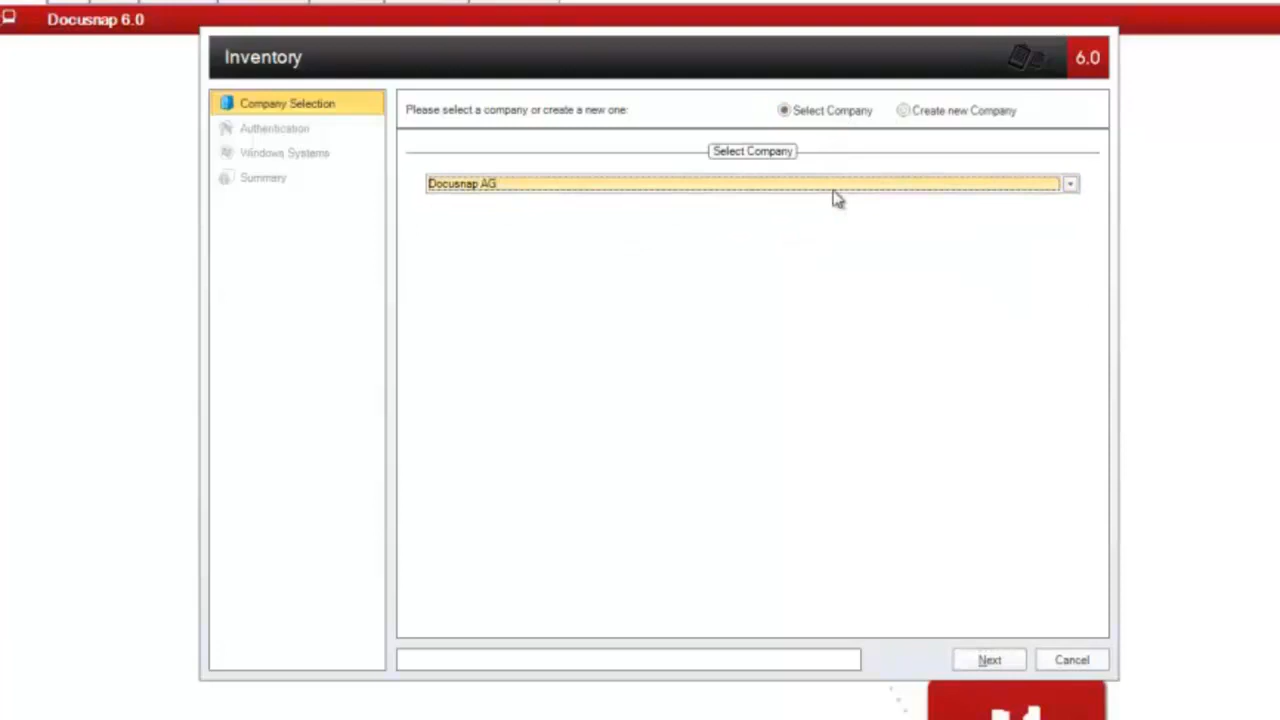 Docusnap 6.0
Inventory
6.0
Company Selection
Authentication
Windows Systems
Summary
Please select a company or create a new one:
Select Company
Create new Company
Select Company
Docusnap AG
Next
Cancel